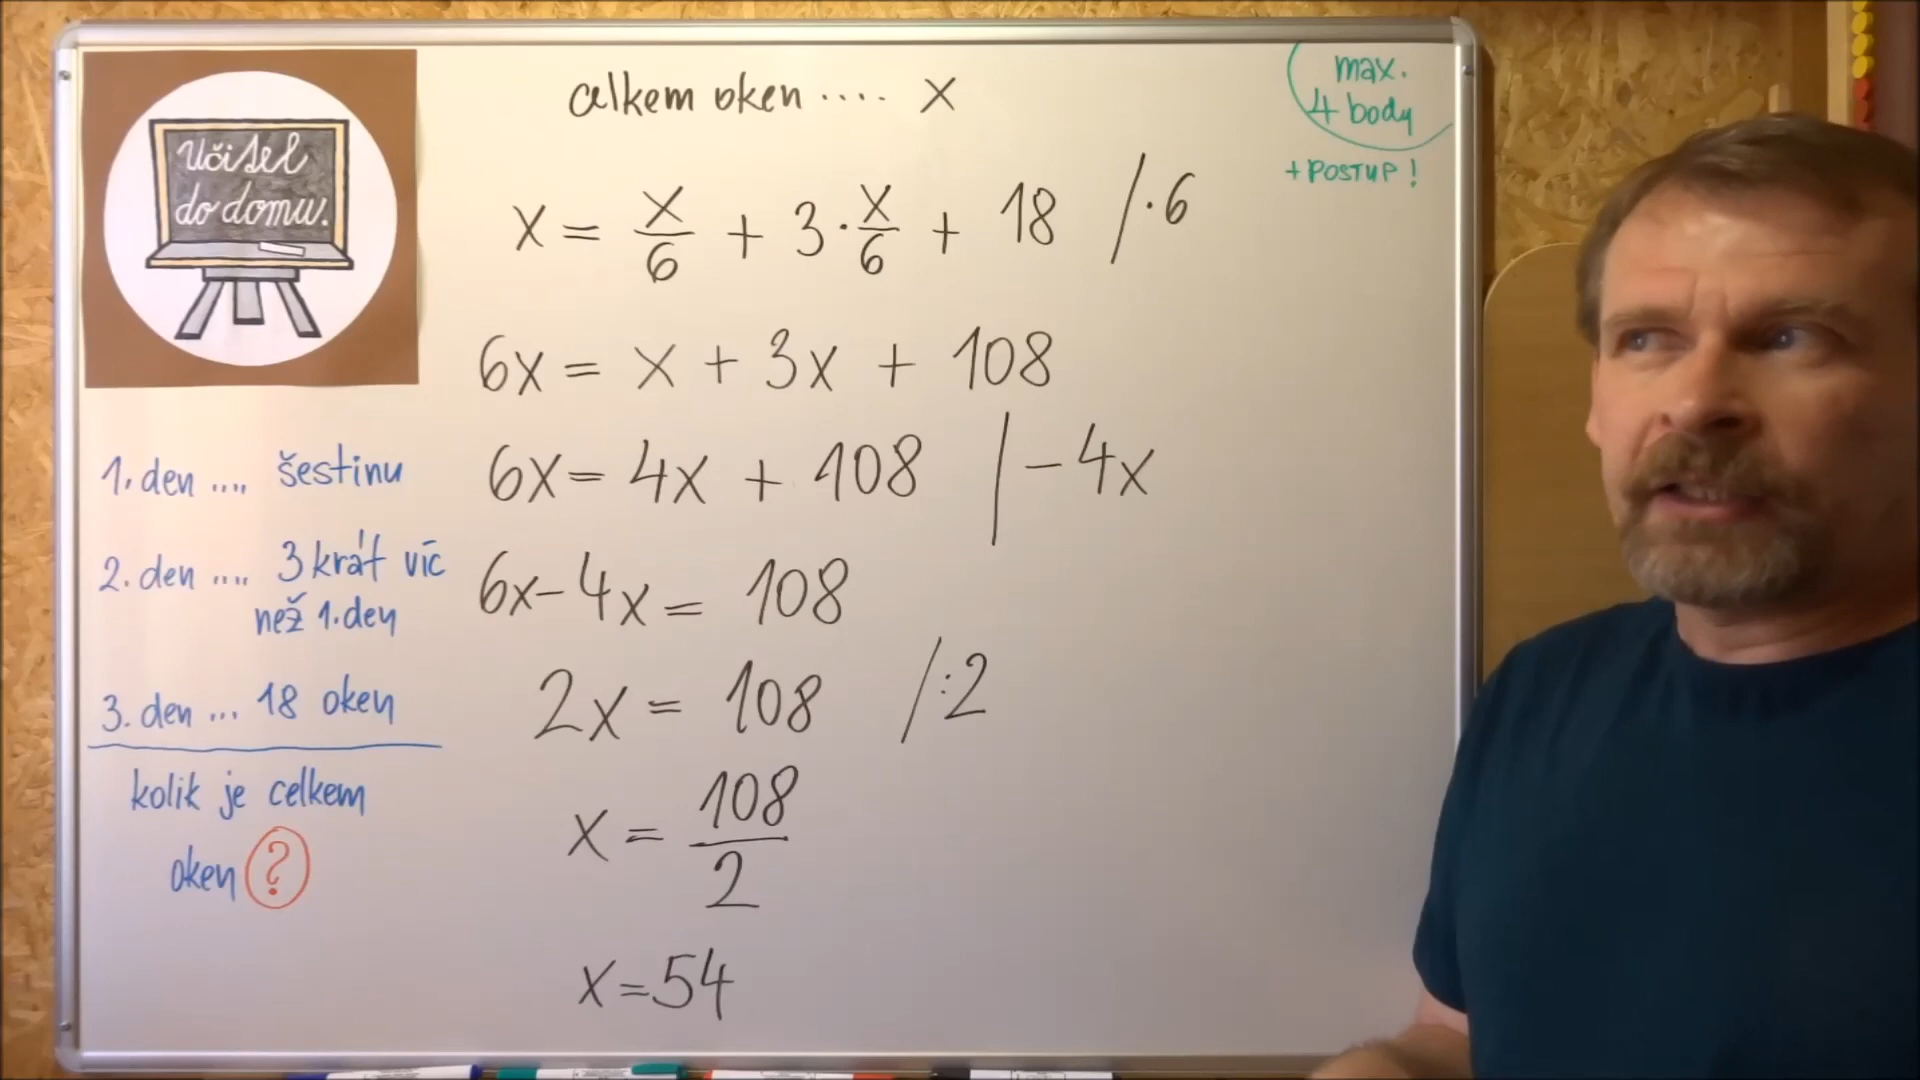 Učitel
do domu.
1. den .... šestinu
2. den .... 3 krát víc
než 1. den
3. den ... 18 oken
kolik je celkem
oken ?
celkem oken .... x
x = x/6 + 3 · x/6 + 18 / · 6
6x = x + 3x + 108
6x = 4x + 108 | - 4x
6x - 4x = 108
2x = 108 / : 2
x = 108/2
x = 54
max.
4 body
+ POSTUP !